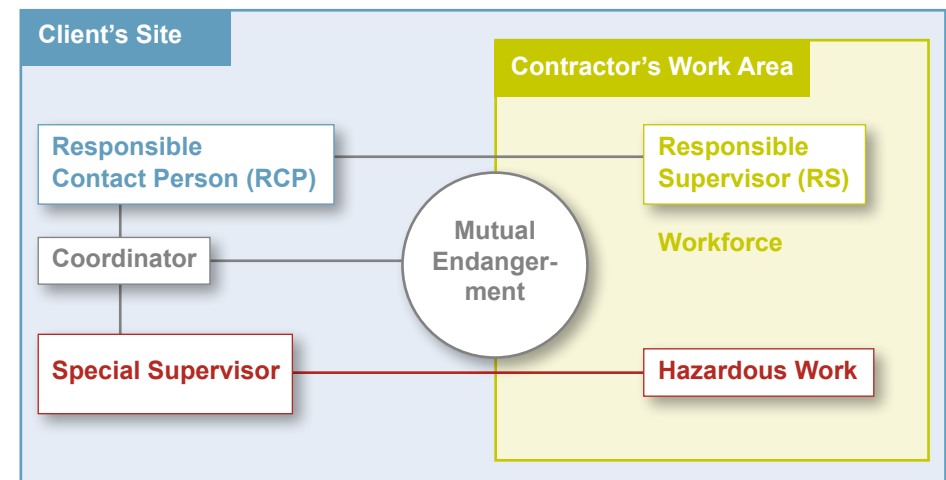 Client's Site
Contractor's Work Area
Responsible
Contact Person (RCP)
Responsible
Supervisor (RS)
Coordinator
Mutual
Endanger-
ment
Workforce
Special Supervisor
Hazardous Work